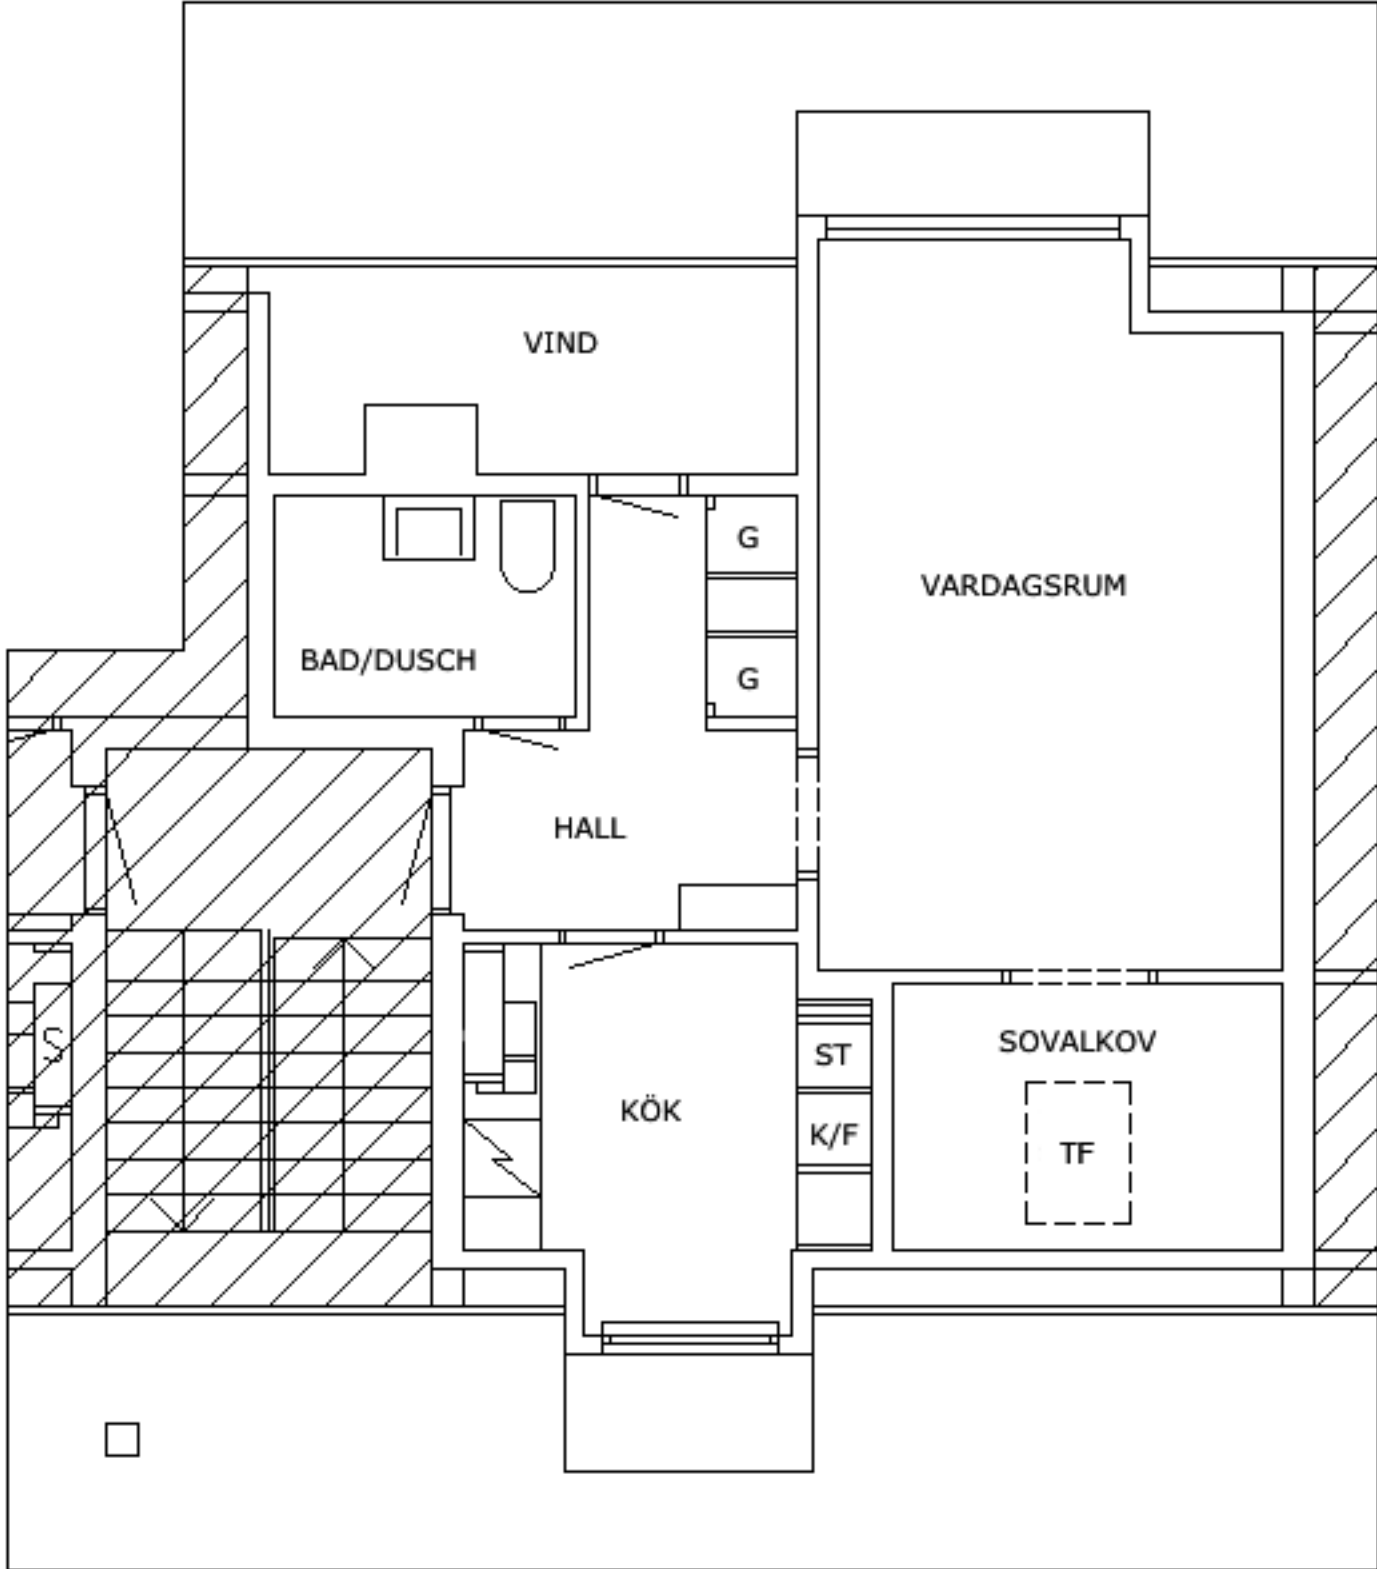 VIND
G
VARDAGSRUM
BAD/DUSCH
G
HALL
S
ST
SOVALKOV
KÖK
K/F
TF